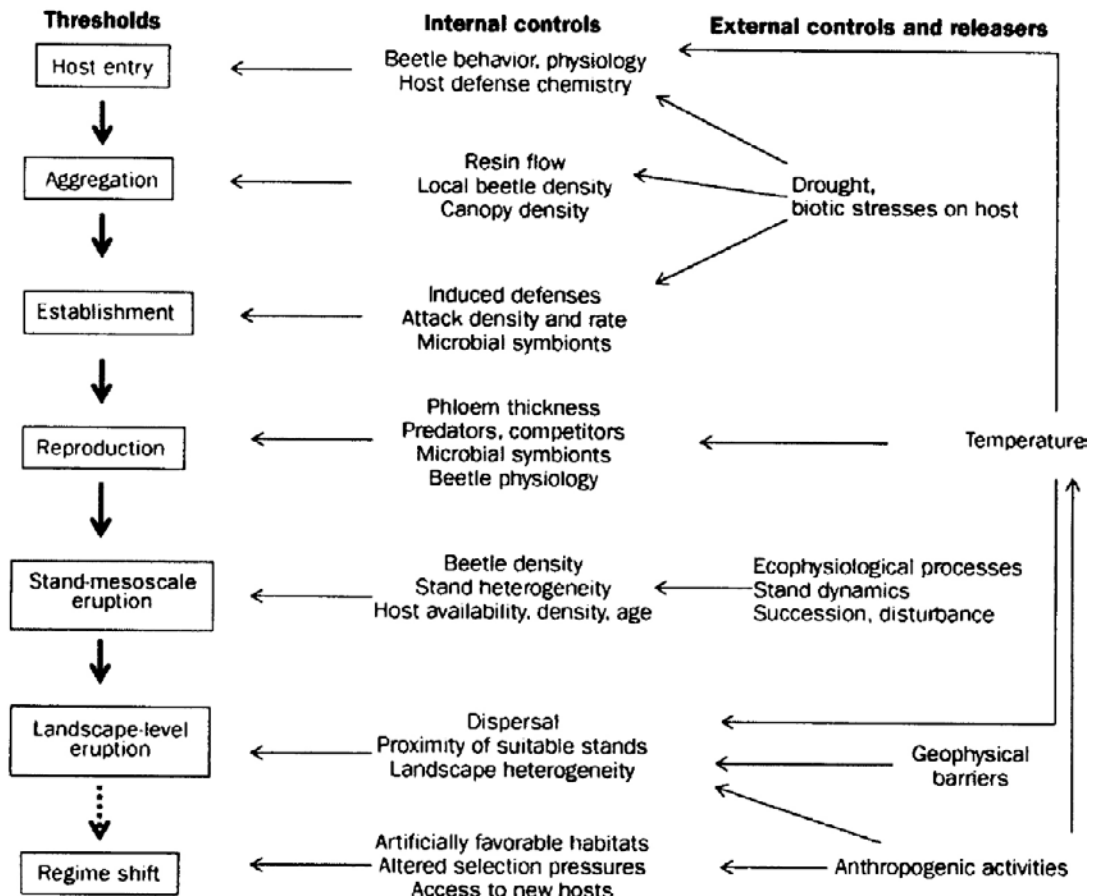 Thresholds
Internal controls
External controls and releasers
Host entry
Beetle behavior, physiology
Host defense chemistry
Aggregation
Resin flow
Local beetle density
Canopy density
Drought,
biotic stresses on host
Establishment
Induced defenses
Attack density and rate
Microbial symbionts
Reproduction
Phloem thickness
Predators, competitors
Microbial symbionts
Beetle physiology
Temperature
Stand-mesoscale
eruption
Beetle density
Stand heterogeneity
Host availability, density, age
Ecophysiological processes
Stand dynamics
Succession, disturbance
Landscape-level
eruption
Dispersal
Proximity of suitable stands
Landscape heterogeneity
Geophysical
barriers
Regime shift
Artificially favorable habitats
Altered selection pressures
Access to new hosts
Anthropogenic activities